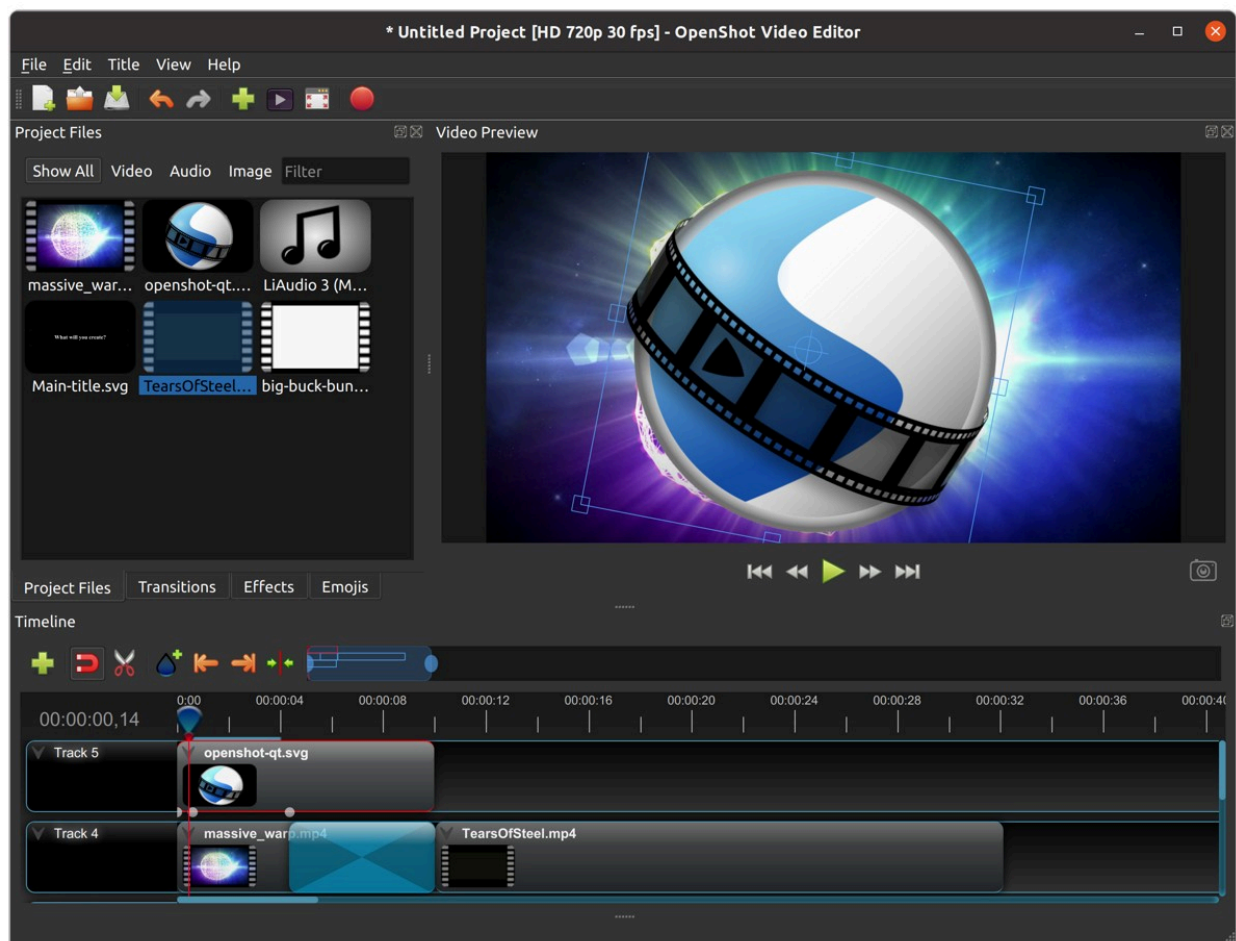 * Untitled Project [HD 720p 30 fps] - OpenShot Video Editor
File Edit Title View Help
Project Files
Video Preview
Show All Video Audio Image Filter
massive_war... openshot-qt.... LiAudio 3 (M...
What will you create?
Main-title.svg TearsOfSteel... big-buck-bun...
Project Files Transitions Effects Emojis
Timeline
0:00 00:00:04 00:00:08 00:00:12 00:00:16 00:00:20 00:00:24 00:00:28 00:00:32 00:00:36 00:00:40
00:00:00,14
Track 5 openshot-qt.svg
Track 4 massive_warp.mp4 TearsOfSteel.mp4